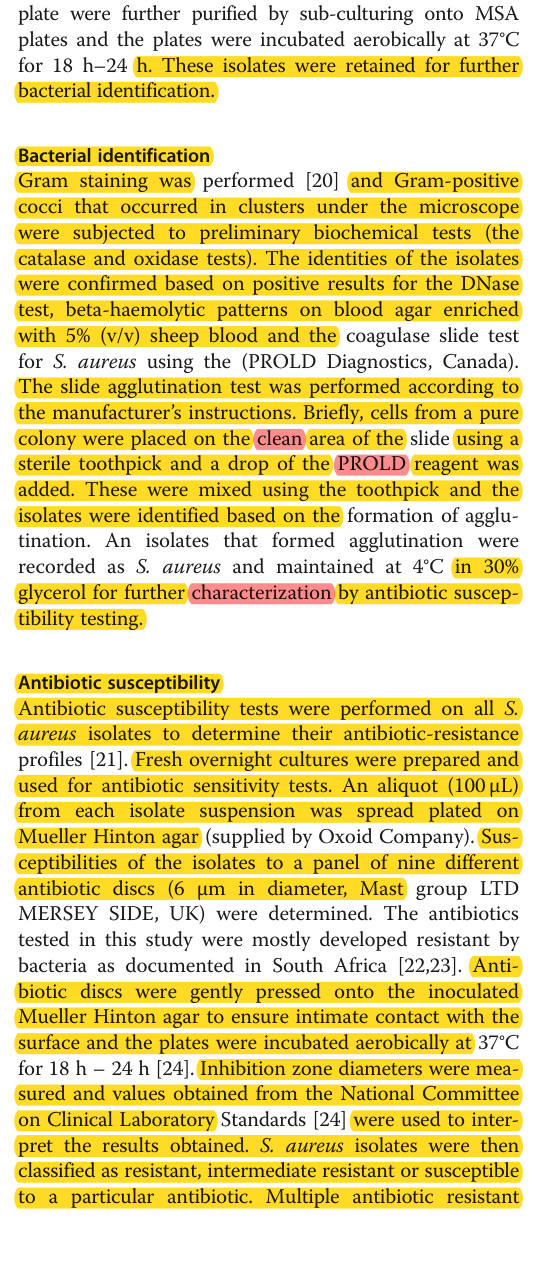 plate were further purified by sub-culturing onto MSA
plates and the plates were incubated aerobically at 37°C
for 18 h–24 h. These isolates were retained for further
bacterial identification.
Bacterial identification
Gram staining was performed [20] and Gram-positive
cocci that occurred in clusters under the microscope
were subjected to preliminary biochemical tests (the
catalase and oxidase tests). The identities of the isolates
were confirmed based on positive results for the DNase
test, beta-haemolytic patterns on blood agar enriched
with 5% (v/v) sheep blood and the coagulase slide test
for S. aureus using the (PROLD Diagnostics, Canada).
The slide agglutination test was performed according to
the manufacturer's instructions. Briefly, cells from a pure
colony were placed on the clean area of the slide using a
sterile toothpick and a drop of the PROLD reagent was
added. These were mixed using the toothpick and the
isolates were identified based on the formation of agglu-
tination. An isolates that formed agglutination were
recorded as S. aureus and maintained at 4°C in 30%
glycerol for further characterization by antibiotic suscep-
tibility testing.
Antibiotic susceptibility
Antibiotic susceptibility tests were performed on all S.
aureus isolates to determine their antibiotic-resistance
profiles [21]. Fresh overnight cultures were prepared and
used for antibiotic sensitivity tests. An aliquot (100 μL)
from each isolate suspension was spread plated on
Mueller Hinton agar (supplied by Oxoid Company). Sus-
ceptibilities of the isolates to a panel of nine different
antibiotic discs (6 μm in diameter, Mast group LTD
MERSEY SIDE, UK) were determined. The antibiotics
tested in this study were mostly developed resistant by
bacteria as documented in South Africa [22,23]. Anti-
biotic discs were gently pressed onto the inoculated
Mueller Hinton agar to ensure intimate contact with the
surface and the plates were incubated aerobically at 37°C
for 18 h – 24 h [24]. Inhibition zone diameters were mea-
sured and values obtained from the National Committee
on Clinical Laboratory Standards [24] were used to inter-
pret the results obtained. S. aureus isolates were then
classified as resistant, intermediate resistant or susceptible
to a particular antibiotic. Multiple antibiotic resistant